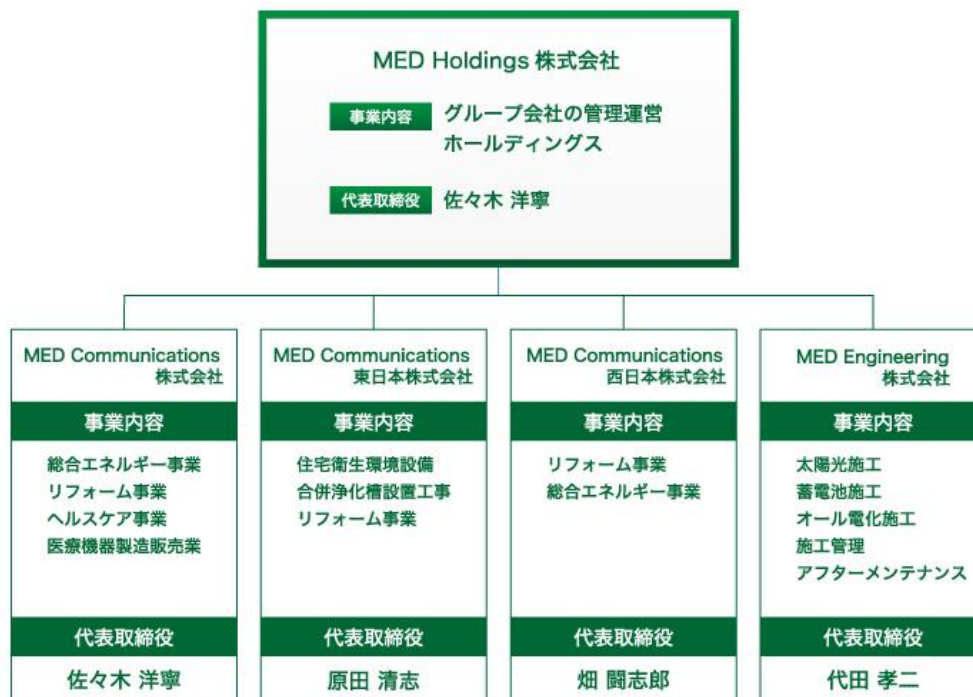 MED Holdings 株式会社
事業内容 グループ会社の管理運営
ホールディングス
代表取締役 佐々木 洋寧
MED Communications
株式会社
事業内容
総合エネルギー事業
リフォーム事業
ヘルスケア事業
医療機器製造販売業
代表取締役
佐々木 洋寧
MED Communications
東日本株式会社
事業内容
住宅衛生環境設備
合併浄化槽設置工事
リフォーム事業
代表取締役
原田 清志
MED Communications
西日本株式会社
事業内容
リフォーム事業
総合エネルギー事業
代表取締役
畑 闘志郎
MED Engineering
株式会社
事業内容
太陽光施工
蓄電池施工
オール電化施工
施工管理
アフターメンテナンス
代表取締役
代田 孝二